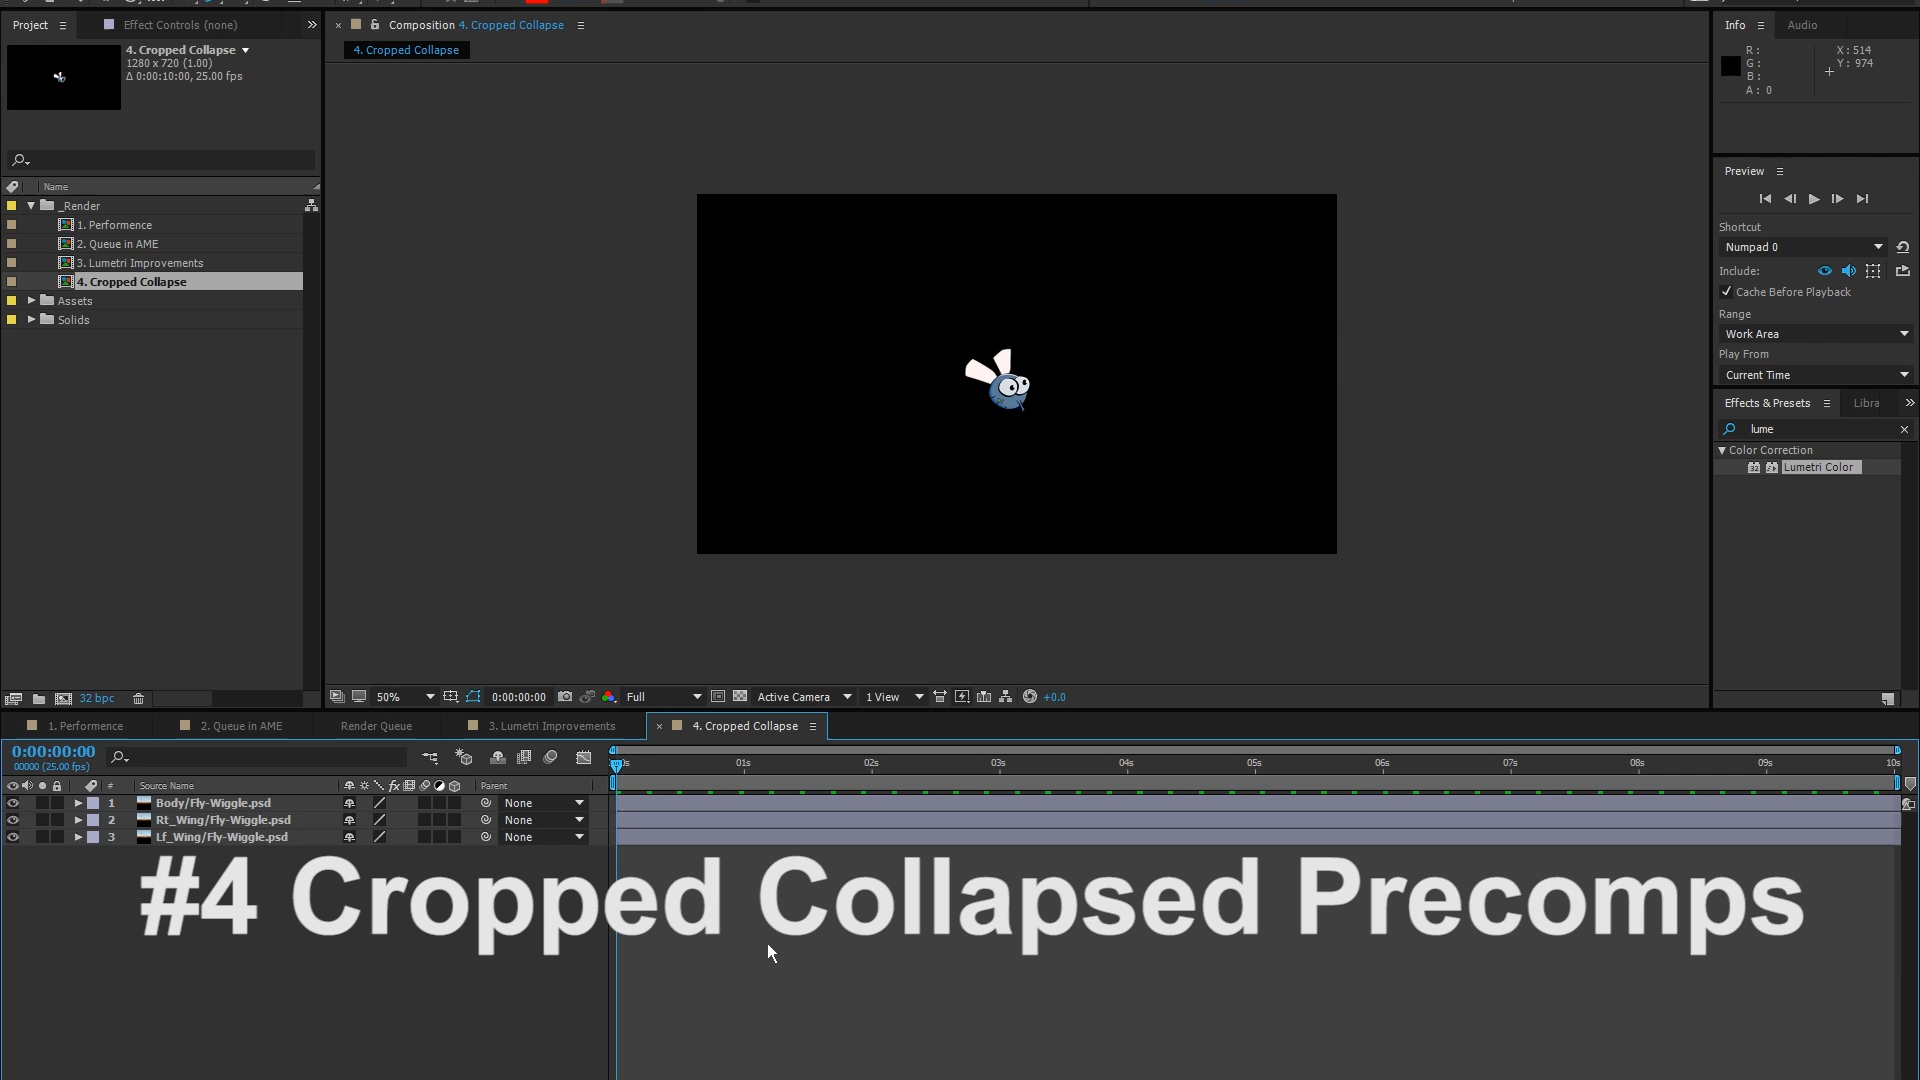 Project
Effect Controls (none)
Composition 4. Cropped Collapse
Info
Audio
4. Cropped Collapse
1280 x 720 (1.00)
Δ 0:00:10:00, 25.00 fps
4. Cropped Collapse
R :
G :
B :
A : 0
X : 514
Y : 974
Name
_Render
1. Performence
2. Queue in AME
3. Lumetri Improvements
4. Cropped Collapse
Assets
Solids
Preview
Shortcut
Numpad 0
Include:
Cache Before Playback
Range
Work Area
Play From
Current Time
Effects & Presets
Libra
lume
Color Correction
32
Lumetri Color
32 bpc
50%
0:00:00:00
Full
Active Camera
1 View
+0.0
1. Performence
2. Queue in AME
Render Queue
3. Lumetri Improvements
4. Cropped Collapse
0:00:00:00
00000 (25.00 fps)
01s
02s
03s
04s
05s
06s
07s
08s
09s
10s
#
Source Name
fx
Parent
1 Body/Fly-Wiggle.psd None
2 Rt_Wing/Fly-Wiggle.psd None
3 Lf_Wing/Fly-Wiggle.psd None
#4 Cropped Collapsed Precomps